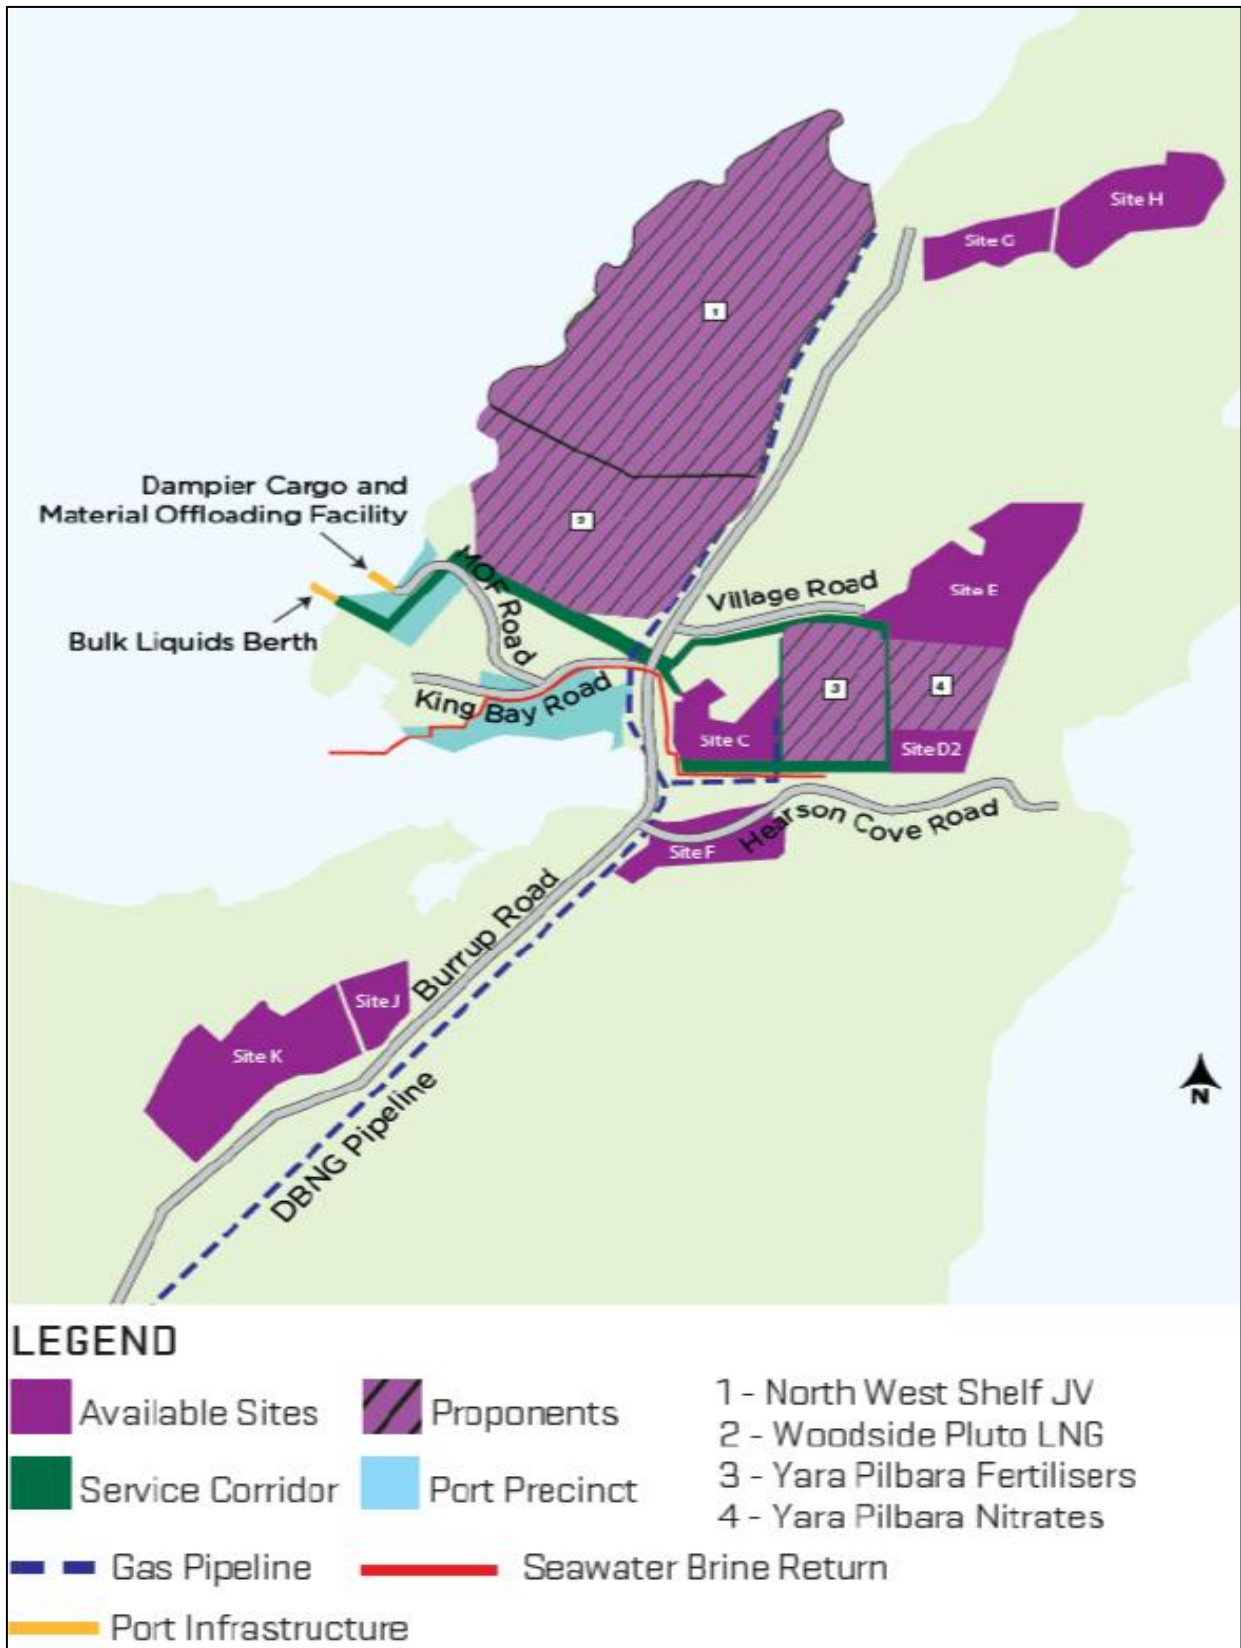 Site H
Site G
1
Dampier Cargo and
Material Offloading Facility
2
MOF Road
Village Road
Site E
Bulk Liquids Berth
King Bay Road
3
4
Site C
Site D2
Hearson Cove Road
Site F
Burrup Road
Site J
Site K
DBNG Pipeline
N
LEGEND
Available Sites
Proponents
Service Corridor
Port Precinct
1 - North West Shelf JV
2 - Woodside Pluto LNG
3 - Yara Pilbara Fertilisers
4 - Yara Pilbara Nitrates
Gas Pipeline
Seawater Brine Return
Port Infrastructure